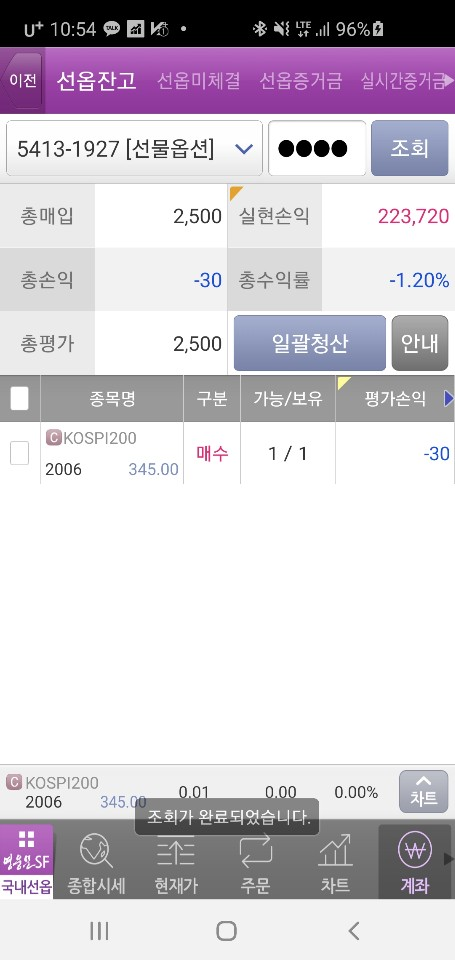 U+ 10:54 TALK LTE 96%
이전 선옵잔고 선옵미체결 선옵증거금 실시간증거금
5413-1927 [선물옵션] ●●●● 조회
총매입 2,500 실현손익 223,720
총손익 -30 총수익률 -1.20%
총평가 2,500 일괄청산 안내
종목명 구분 가능/보유 평가손익
C KOSPI200
2006 345.00 매수 1 / 1 -30
C KOSPI200
2006 345.00 0.01 0.00 0.00% 차트
조회가 완료되었습니다.
영웅문SF
국내선옵 종합시세 현재가 주문 차트 계좌